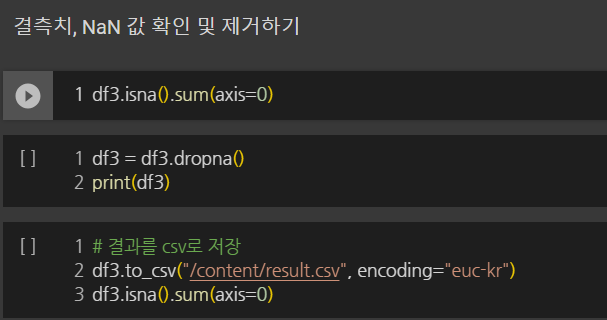 결측치, NaN 값 확인 및 제거하기
1 df3.isna().sum(axis=0)
[ ] 1 df3 = df3.dropna()
2 print(df3)
[ ] 1 # 결과를 csv로 저장
2 df3.to_csv("/content/result.csv", encoding="euc-kr")
3 df3.isna().sum(axis=0)